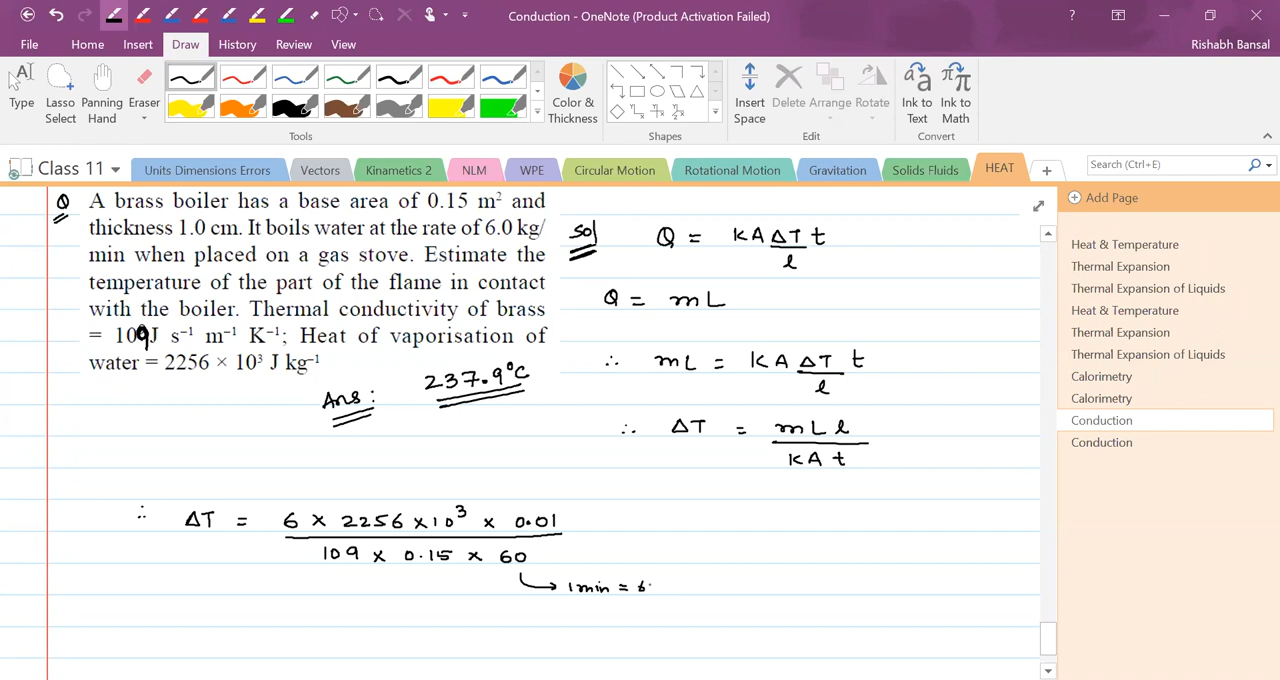 Conduction - OneNote (Product Activation Failed)
File Home Insert Draw History Review View
Rishabh Bansal
Type Lasso Select Panning Hand Eraser
Color & Thickness
Insert Space Delete Arrange Rotate
Ink to Text Ink to Math
Tools Shapes Edit Convert
Class 11 Units Dimensions Errors Vectors Kinematics 2 NLM WPE Circular Motion Rotational Motion Gravitation Solids Fluids HEAT
Search (Ctrl+E)
Add Page
Heat & Temperature
Thermal Expansion
Thermal Expansion of Liquids
Heat & Temperature
Thermal Expansion
Thermal Expansion of Liquids
Calorimetry
Calorimetry
Conduction
Conduction
Q A brass boiler has a base area of 0.15 m² and
thickness 1.0 cm. It boils water at the rate of 6.0 kg/
min when placed on a gas stove. Estimate the
temperature of the part of the flame in contact
with the boiler. Thermal conductivity of brass
= 109 J s⁻¹ m⁻¹ K⁻¹; Heat of vaporisation of
water = 2256 × 10³ J kg⁻¹
Ans: 237.9°C
Sol Q = KA ΔT t
l
Q = mL
∴ mL = KA ΔT t
l
∴ ΔT = mLl
KAt
∴ ΔT = 6 × 2256 × 10³ × 0.01
109 × 0.15 × 60
→ 1min = 6